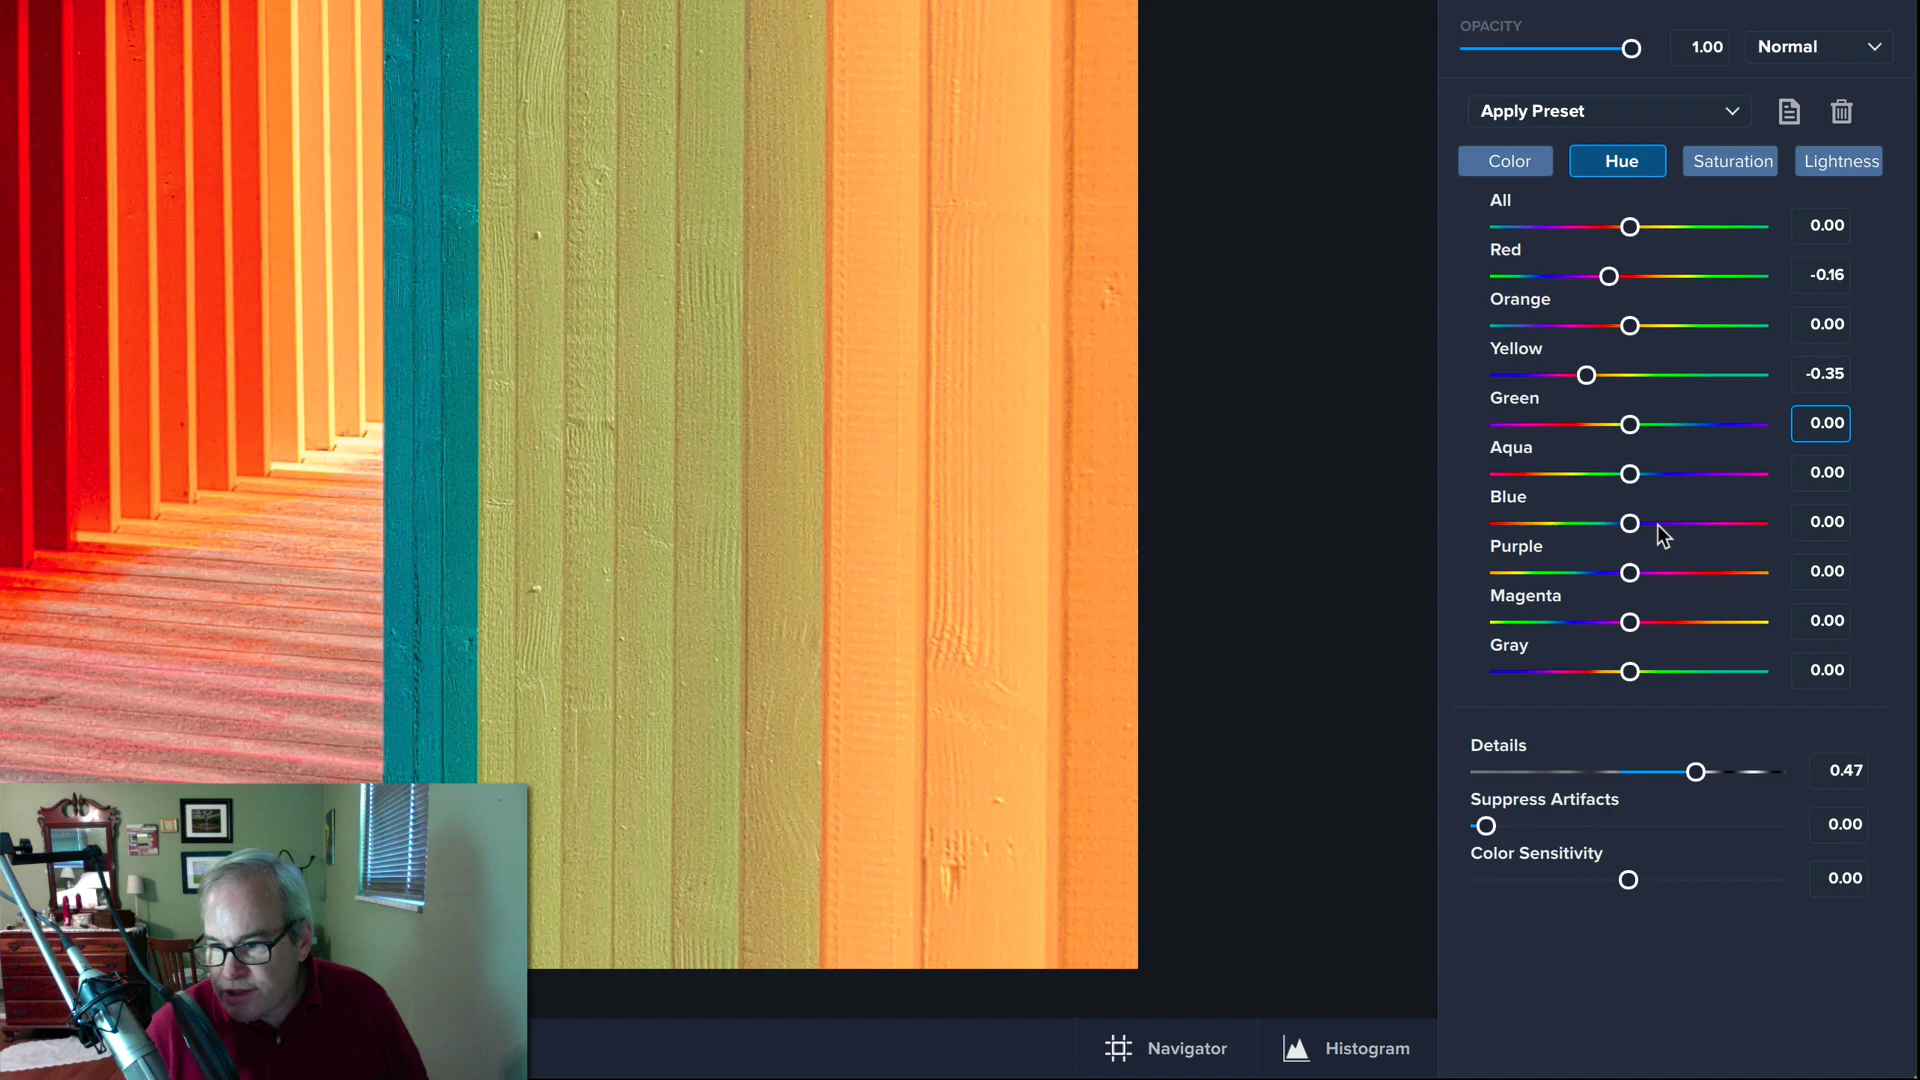 OPACITY
1.00 Normal
Apply Preset
Color Hue Saturation Lightness
All
0.00
Red
-0.16
Orange
0.00
Yellow
-0.35
Green
0.00
Aqua
0.00
Blue
0.00
Purple
0.00
Magenta
0.00
Gray
0.00
Details
0.47
Suppress Artifacts
0.00
Color Sensitivity
0.00
Navigator Histogram